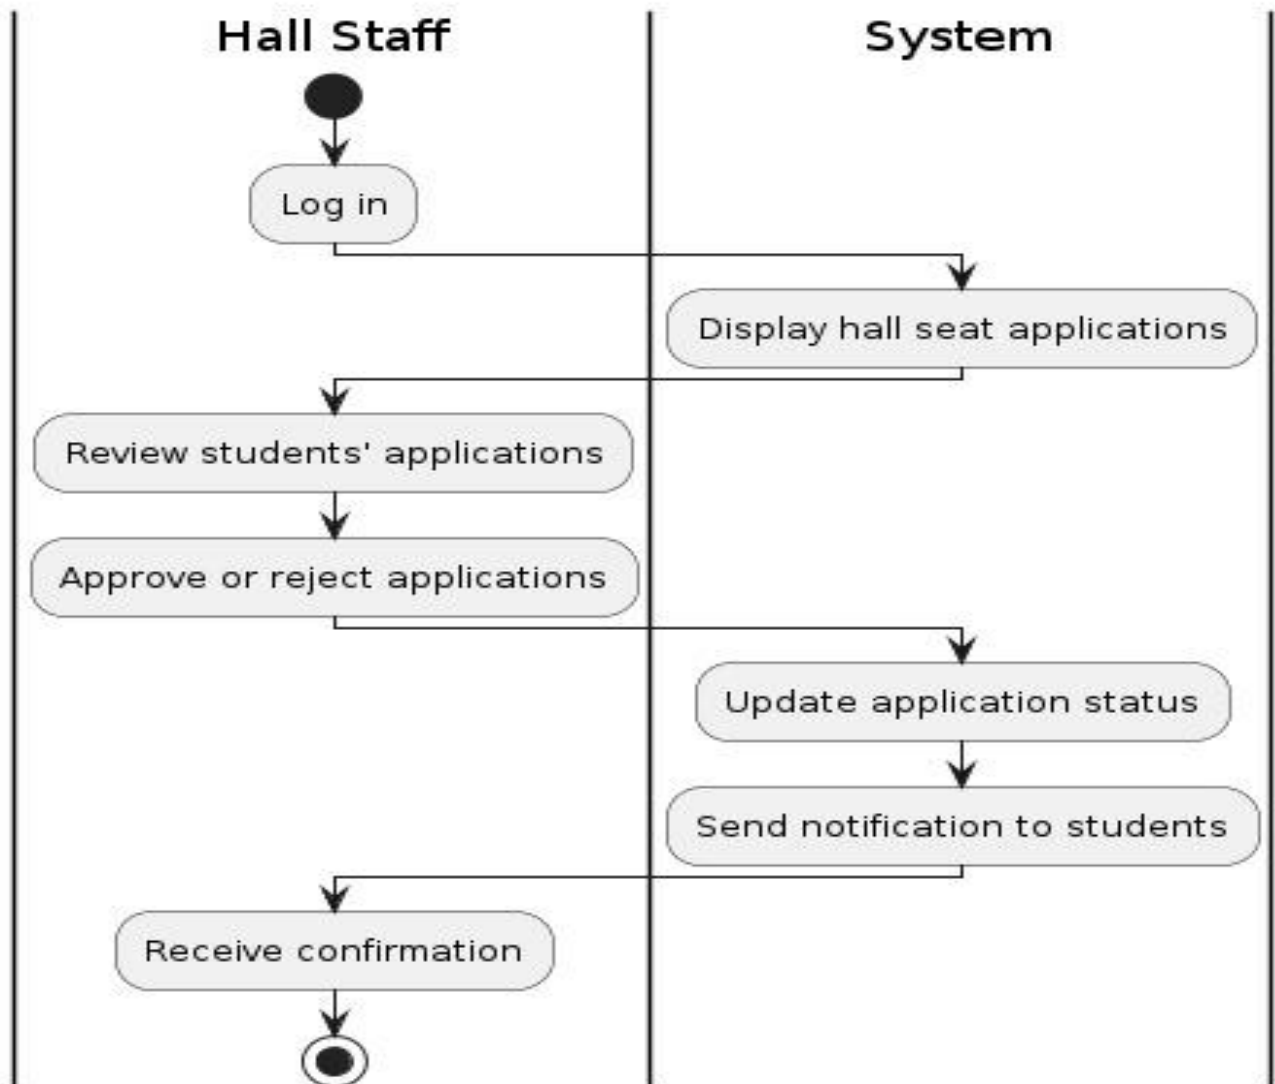 Hall Staff
System
Log in
Display hall seat applications
Review students' applications
Approve or reject applications
Update application status
Send notification to students
Receive confirmation